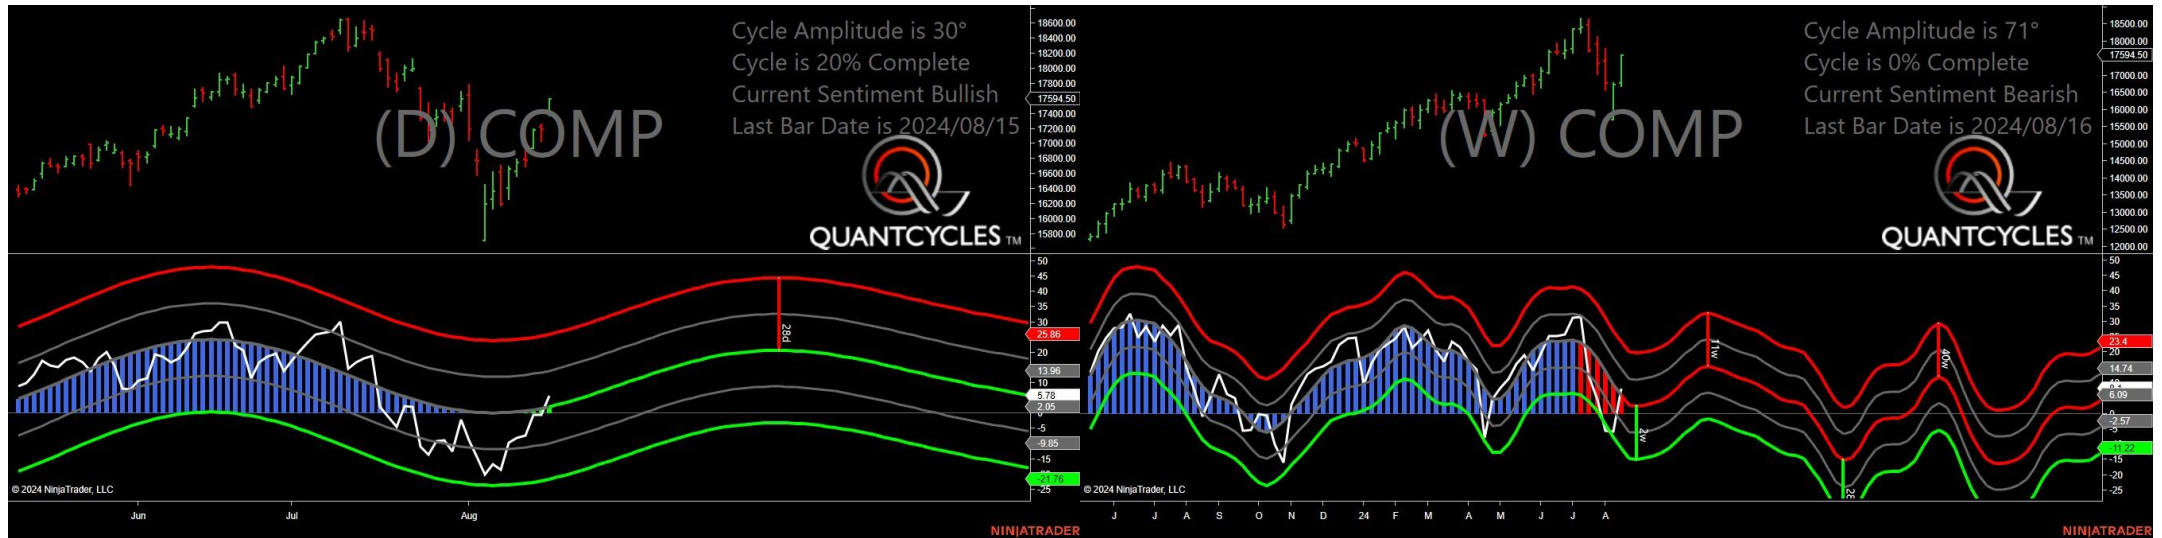 Cycle Amplitude is 30°
Cycle is 20% Complete
Current Sentiment Bullish
Last Bar Date is 2024/08/15
(D) COMP
QUANTCYCLES TM
18600.00
18400.00
18200.00
18000.00
17800.00
17594.50
17400.00
17200.00
17000.00
16800.00
16600.00
16400.00
16200.00
16000.00
15800.00
50
45
40
35
30
25.86
20
13.96
10
5.78
2.05
-5
-9.85
-15
-21.76
-25
28d
© 2024 NinjaTrader, LLC
Jun
Jul
Aug
NINJATRADER
Cycle Amplitude is 71°
Cycle is 0% Complete
Current Sentiment Bearish
Last Bar Date is 2024/08/16
(W) COMP
QUANTCYCLES TM
18500.00
18000.00
17594.50
17000.00
16500.00
16000.00
15500.00
15000.00
14500.00
14000.00
13500.00
13000.00
12500.00
12000.00
50
45
40
35
30
23.4
20
14.74
6.09
-2.57
-11.22
-15
-20
-25
11w
40w
2w
© 2024 NinjaTrader, LLC
J
J
A
S
O
N
D
24
F
M
A
M
J
J
A
NINJATRADER